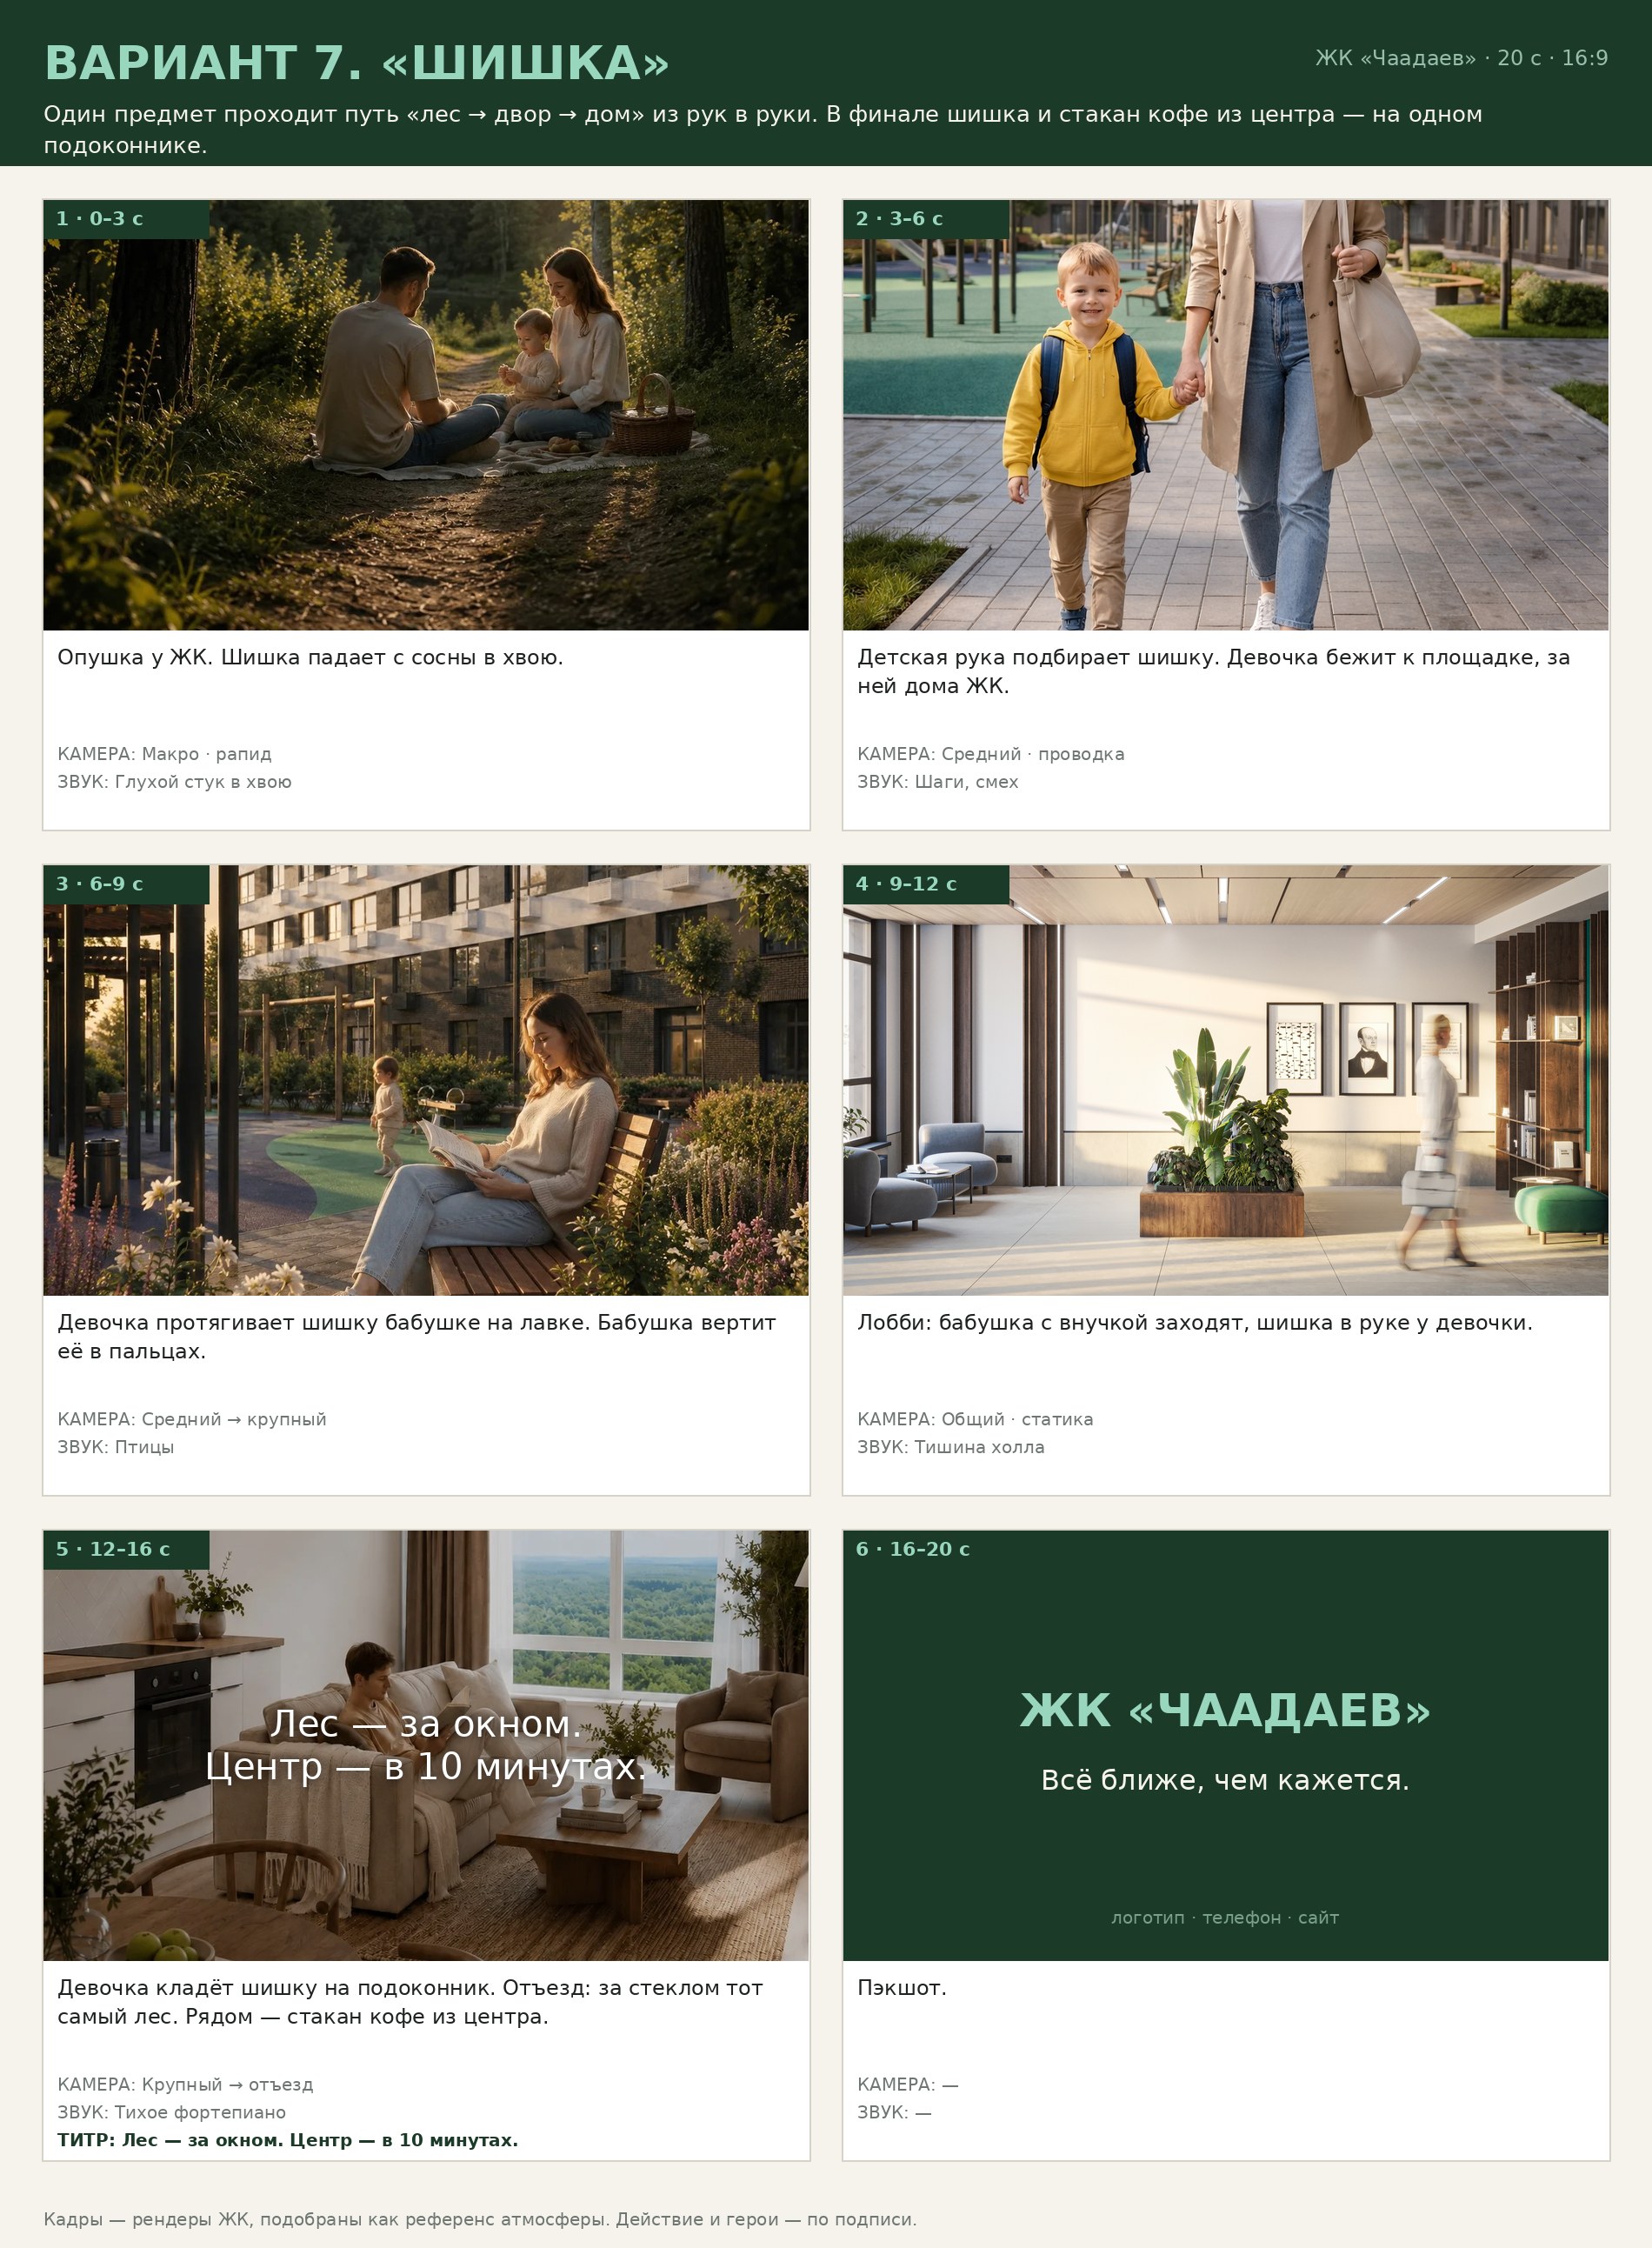 ВАРИАНТ 7. «ШИШКА»
ЖК «Чаадаев» · 20 с · 16:9
Один предмет проходит путь «лес → двор → дом» из рук в руки. В финале шишка и стакан кофе из центра — на одном
подоконнике.
1 · 0–3 с
Опушка у ЖК. Шишка падает с сосны в хвою.
КАМЕРА: Макро · рапид
ЗВУК: Глухой стук в хвою
2 · 3–6 с
Детская рука подбирает шишку. Девочка бежит к площадке, за
ней дома ЖК.
КАМЕРА: Средний · проводка
ЗВУК: Шаги, смех
3 · 6–9 с
Девочка протягивает шишку бабушке на лавке. Бабушка вертит
её в пальцах.
КАМЕРА: Средний → крупный
ЗВУК: Птицы
4 · 9–12 с
Лобби: бабушка с внучкой заходят, шишка в руке у девочки.
КАМЕРА: Общий · статика
ЗВУК: Тишина холла
5 · 12–16 с
Лес — за окном.
Центр — в 10 минутах.
Девочка кладёт шишку на подоконник. Отъезд: за стеклом тот
самый лес. Рядом — стакан кофе из центра.
КАМЕРА: Крупный → отъезд
ЗВУК: Тихое фортепиано
ТИТР: Лес — за окном. Центр — в 10 минутах.
6 · 16–20 с
ЖК «ЧААДАЕВ»
Всё ближе, чем кажется.
логотип · телефон · сайт
Пэкшот.
КАМЕРА: —
ЗВУК: —
Кадры — рендеры ЖК, подобраны как референс атмосферы. Действие и герои — по подписи.